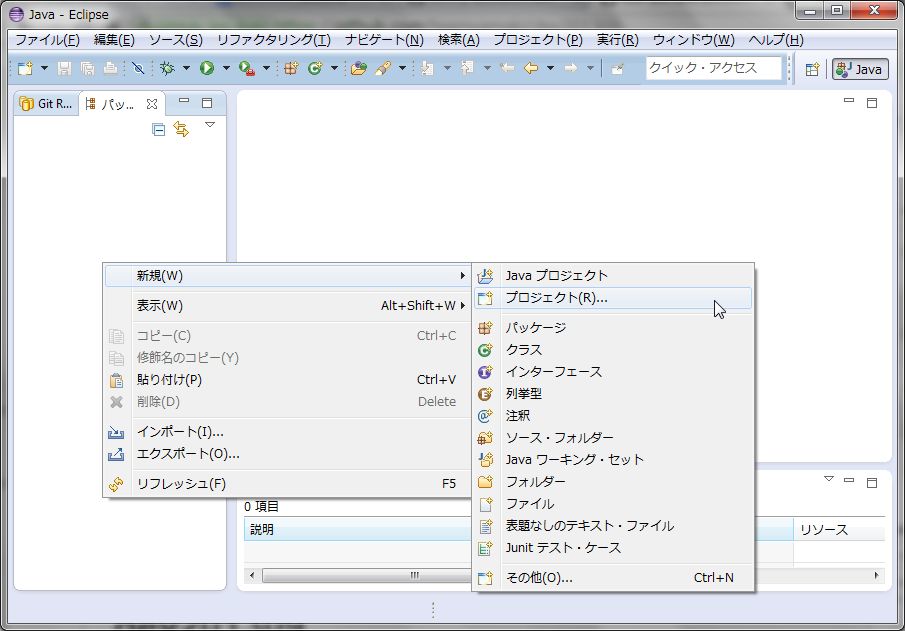 Java - Eclipse
ファイル(F) 編集(E) ソース(S) リファクタリング(T) ナビゲート(N) 検索(A) プロジェクト(P) 実行(R) ウィンドウ(W) ヘルプ(H)
クイック・アクセス Java
Git R... パッ...
新規(W)
表示(W) Alt+Shift+W
コピー(C) Ctrl+C
修飾名のコピー(Y)
貼り付け(P) Ctrl+V
削除(D) Delete
インポート(I)...
エクスポート(O)...
リフレッシュ(F) F5
Java プロジェクト
プロジェクト(R)...
パッケージ
クラス
インターフェース
列挙型
注釈
ソース・フォルダー
Java ワーキング・セット
フォルダー
ファイル
表題なしのテキスト・ファイル
Junit テスト・ケース
その他(O)... Ctrl+N
0 項目
説明 リソース